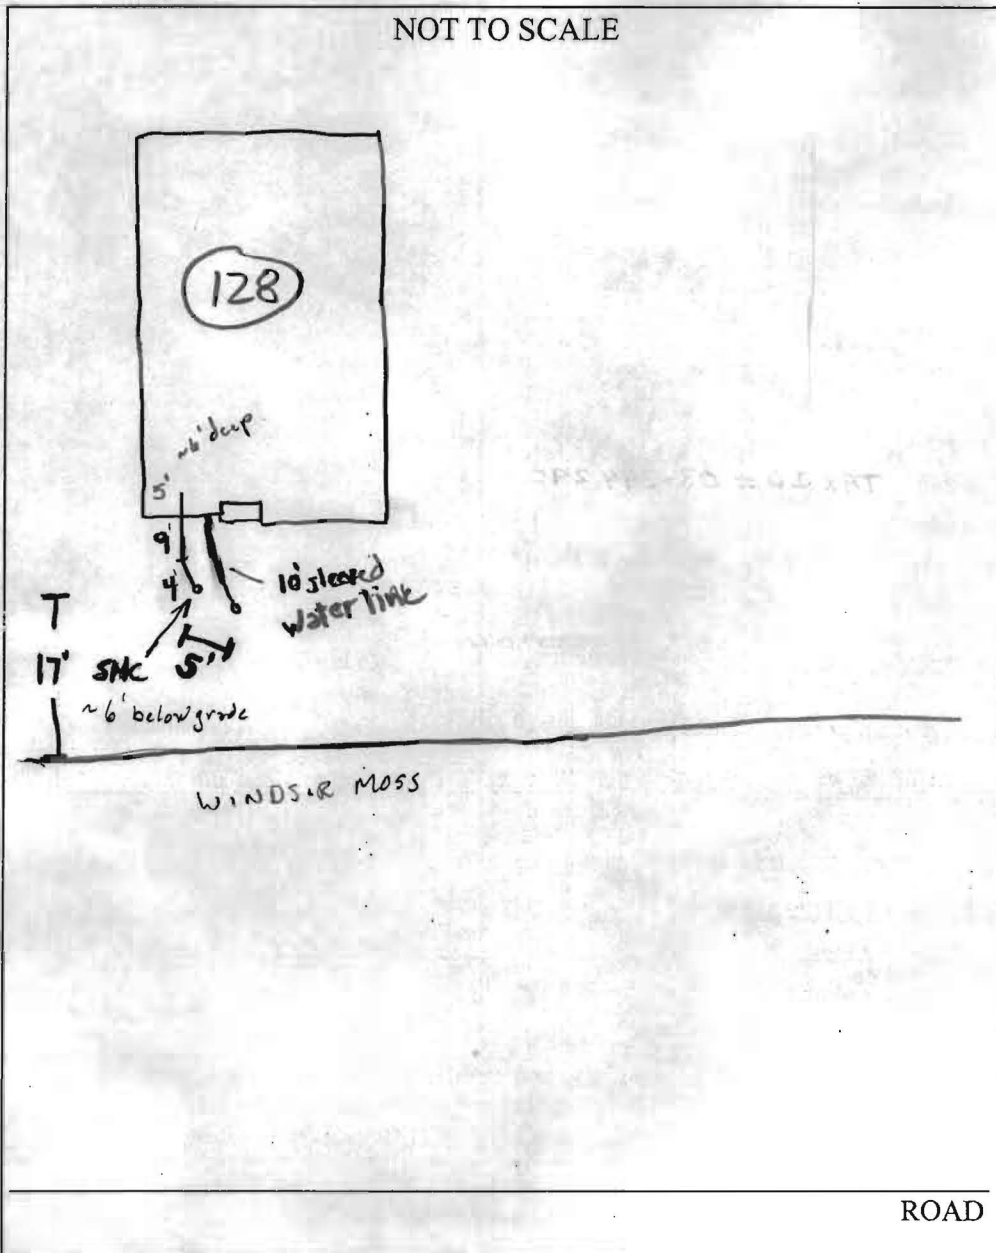 NOT TO SCALE
128
~6' deep
5'
9'
4'
10' sleeved
water line
17'
SHC
5'
~6' below grade
WINDSOR MOSS
ROAD